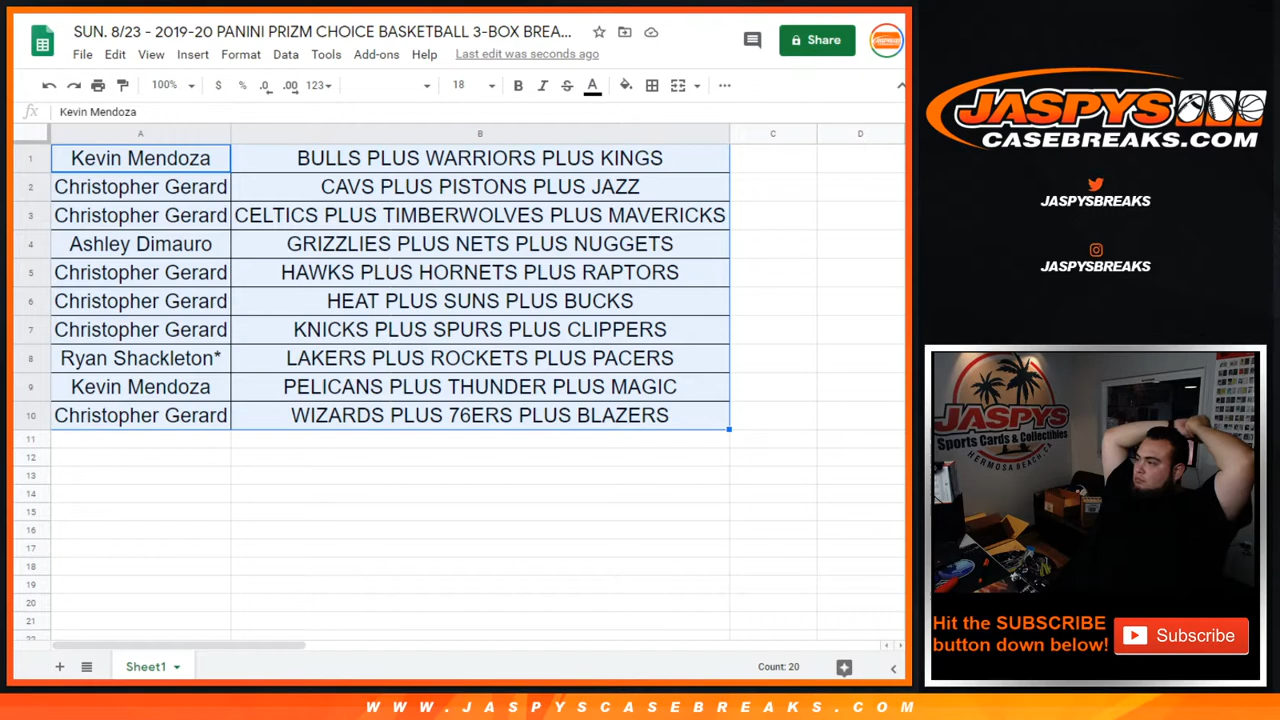 SUN. 8/23 - 2019-20 PANINI PRIZM CHOICE BASKETBALL 3-BOX BREA...
File Edit View Insert Format Data Tools Add-ons Help Last edit was seconds ago
Share
100% $ % .0 .00 123 18 B I S A
fx Kevin Mendoza
A B C D
1 Kevin Mendoza BULLS PLUS WARRIORS PLUS KINGS
2 Christopher Gerard CAVS PLUS PISTONS PLUS JAZZ
3 Christopher Gerard CELTICS PLUS TIMBERWOLVES PLUS MAVERICKS
4 Ashley Dimauro GRIZZLIES PLUS NETS PLUS NUGGETS
5 Christopher Gerard HAWKS PLUS HORNETS PLUS RAPTORS
6 Christopher Gerard HEAT PLUS SUNS PLUS BUCKS
7 Christopher Gerard KNICKS PLUS SPURS PLUS CLIPPERS
8 Ryan Shackleton* LAKERS PLUS ROCKETS PLUS PACERS
9 Kevin Mendoza PELICANS PLUS THUNDER PLUS MAGIC
10 Christopher Gerard WIZARDS PLUS 76ERS PLUS BLAZERS
11
12
13
14
15
16
17
18
19
20
21
22
Sheet1 Count: 20
JASPYS
CASEBREAKS.COM
JASPYSBREAKS
JASPYSBREAKS
JASPYS
Sports Cards & Collectibles
HERMOSA BEACH, CA
Hit the SUBSCRIBE
button down below!
Subscribe
WWW.JASPYSCASEBREAKS.COM